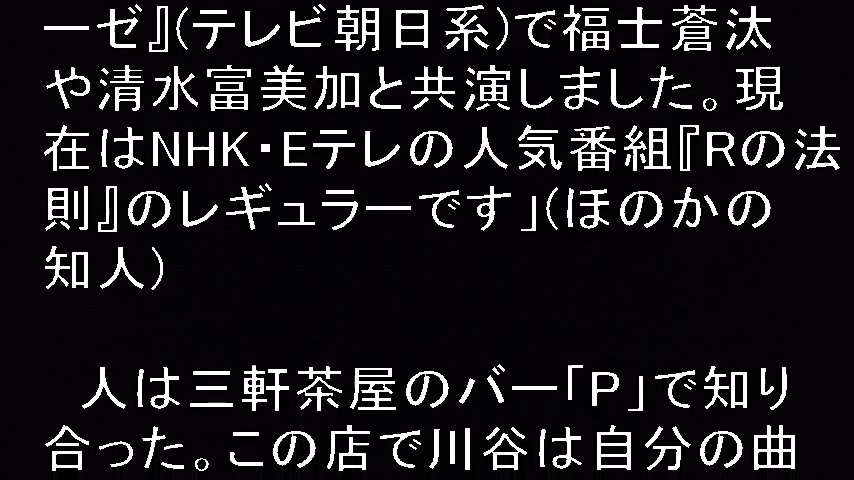 ーゼ』(テレビ朝日系)で福士蒼汰
や清水富美加と共演しました。現
在はNHK・Eテレの人気番組『Rの法
則』のレギュラーです」(ほのかの
知人)
人は三軒茶屋のバー「P」で知り
合った。この店で川谷は自分の曲